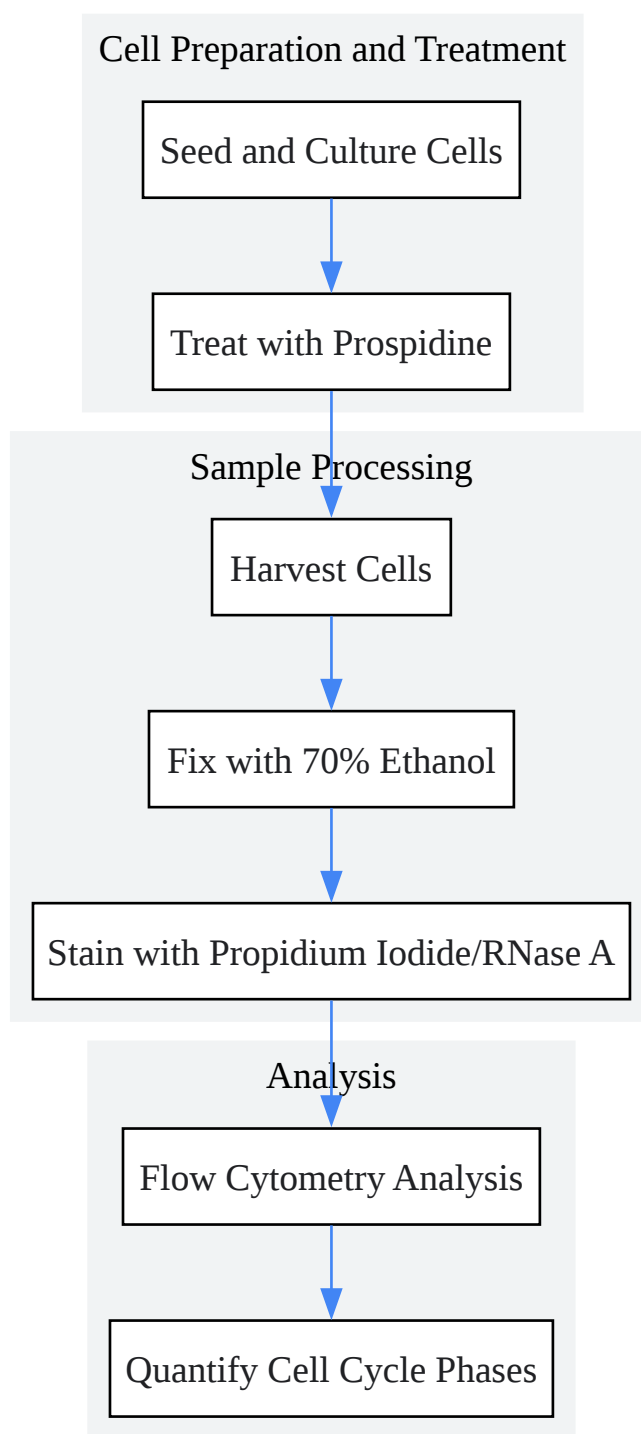 Cell Preparation and Treatment
Seed and Culture Cells
Treat with Prospidine
Sample Processing
Harvest Cells
Fix with 70% Ethanol
Stain with Propidium Iodide/RNase A
Analysis
Flow Cytometry Analysis
Quantify Cell Cycle Phases